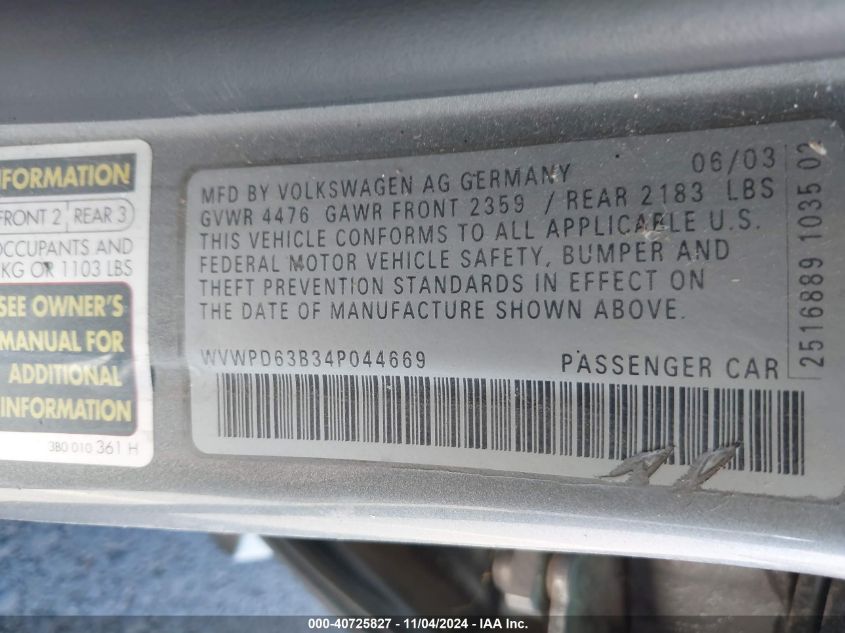 NFORMATION
FRONT 2 REAR 3
OCCUPANTS AND
KG OR 1103 LBS
SEE OWNER'S
MANUAL FOR
ADDITIONAL
INFORMATION
3B0 010 361 H
06/03
MFD BY VOLKSWAGEN AG GERMANY
GVWR 4476 GAWR FRONT 2359 / REAR 2183 LBS
THIS VEHICLE CONFORMS TO ALL APPLICABLE U.S.
FEDERAL MOTOR VEHICLE SAFETY, BUMPER AND
THEFT PREVENTION STANDARDS IN EFFECT ON
THE DATE OF MANUFACTURE SHOWN ABOVE.
WVWPD63B34P044669 PASSENGER CAR
2516889 1035 02
000-40725827 - 11/04/2024 - IAA Inc.